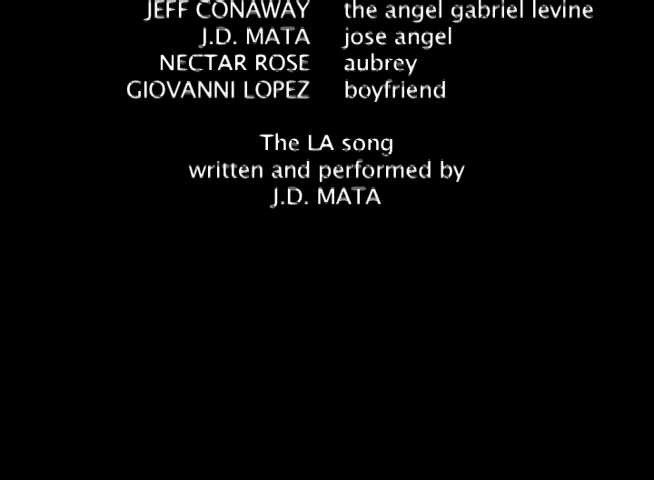 JEFF CONAWAY the angel gabriel levine
J.D. MATA jose angel
NECTAR ROSE aubrey
GIOVANNI LOPEZ boyfriend
The LA song
written and performed by
J.D. MATA